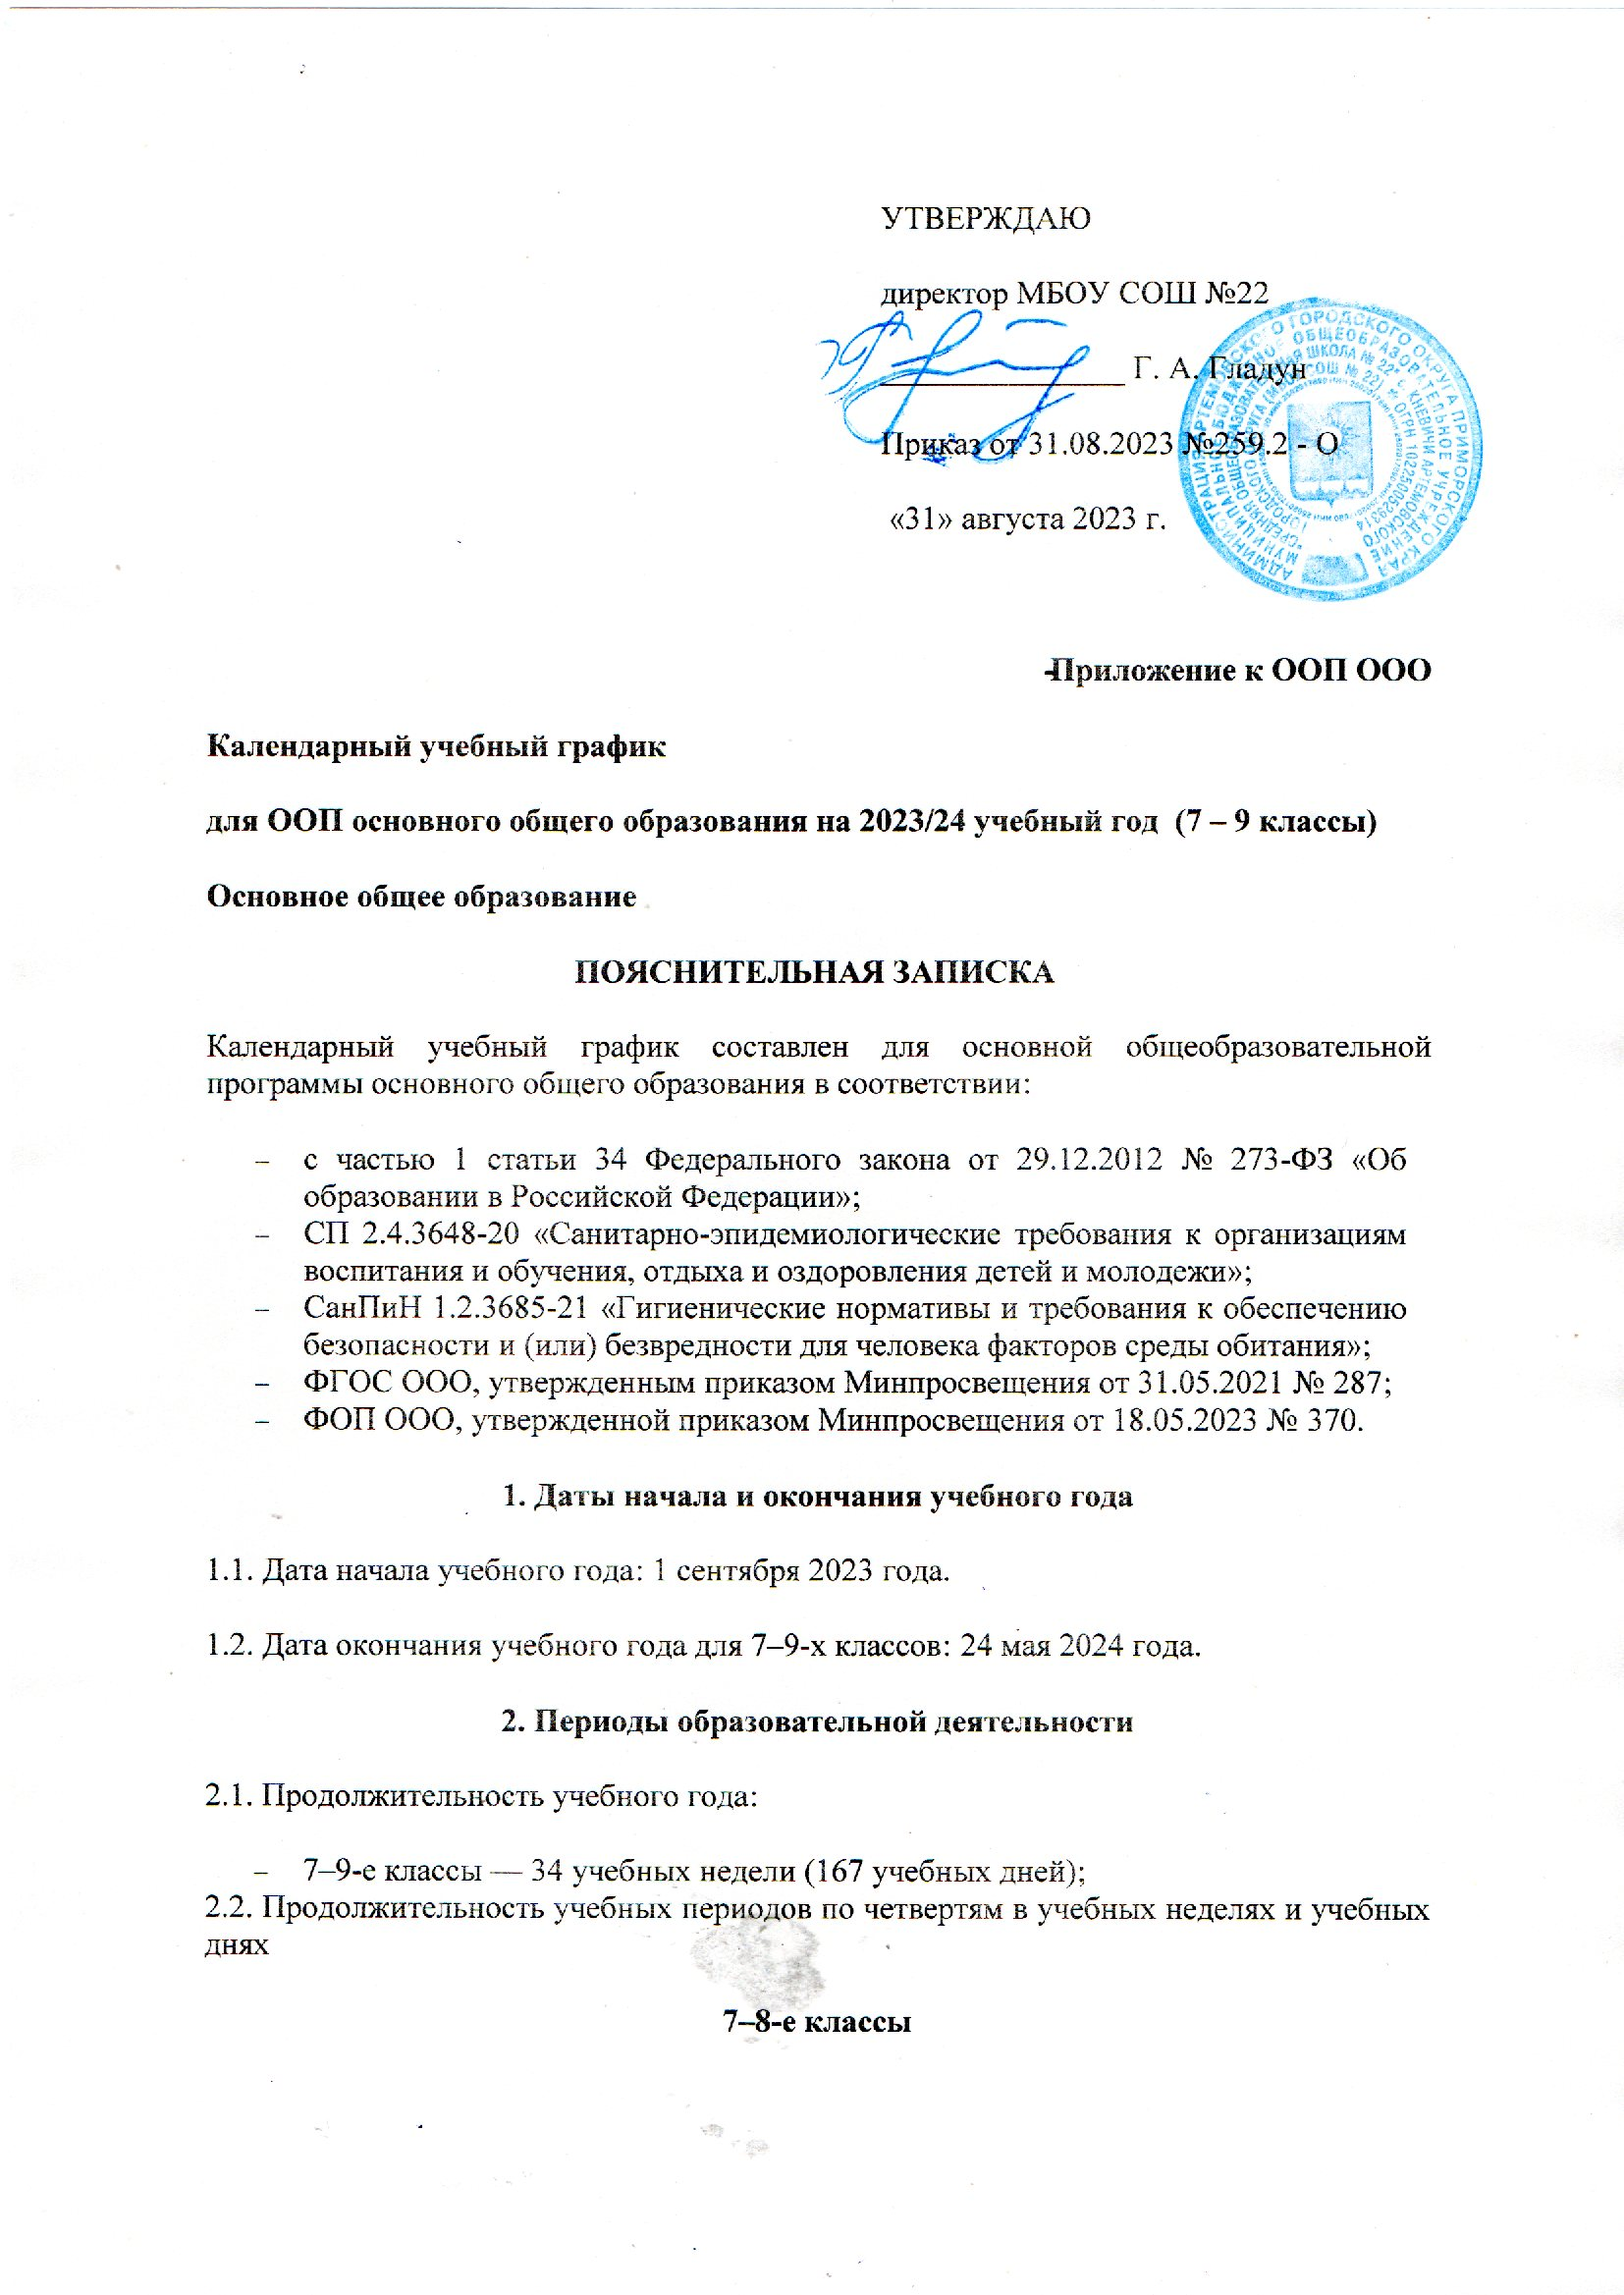 УТВЕРЖДАЮ
директор МБОУ СОШ №22
_______________ Г. А. Гладун
Приказ от 31.08.2023 №259.2 - О
«31» августа 2023 г.
-Приложение к ООП ООО
Календарный учебный график
для ООП основного общего образования на 2023/24 учебный год (7 – 9 классы)
Основное общее образование
ПОЯСНИТЕЛЬНАЯ ЗАПИСКА
Календарный учебный график составлен для основной общеобразовательной
программы основного общего образования в соответствии:
– с частью 1 статьи 34 Федерального закона от 29.12.2012 № 273-ФЗ «Об
образовании в Российской Федерации»;
– СП 2.4.3648-20 «Санитарно-эпидемиологические требования к организациям
воспитания и обучения, отдыха и оздоровления детей и молодежи»;
– СанПиН 1.2.3685-21 «Гигиенические нормативы и требования к обеспечению
безопасности и (или) безвредности для человека факторов среды обитания»;
– ФГОС ООО, утвержденным приказом Минпросвещения от 31.05.2021 № 287;
– ФОП ООО, утвержденной приказом Минпросвещения от 18.05.2023 № 370.
1. Даты начала и окончания учебного года
1.1. Дата начала учебного года: 1 сентября 2023 года.
1.2. Дата окончания учебного года для 7–9-х классов: 24 мая 2024 года.
2. Периоды образовательной деятельности
2.1. Продолжительность учебного года:
– 7–9-е классы — 34 учебных недели (167 учебных дней);
2.2. Продолжительность учебных периодов по четвертям в учебных неделях и учебных
днях
7–8-е классы